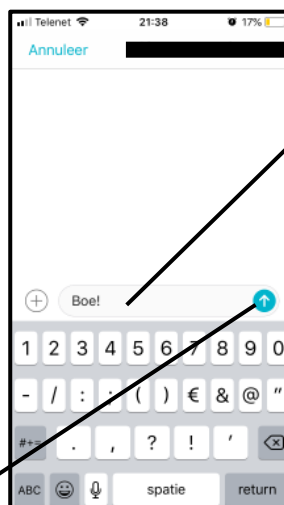 Telenet 21:38 17%
Annuleer
Boe!
1 2 3 4 5 6 7 8 9 0
- / : ; ( ) € & @ "
#+= . , ? ! '
ABC spatie return